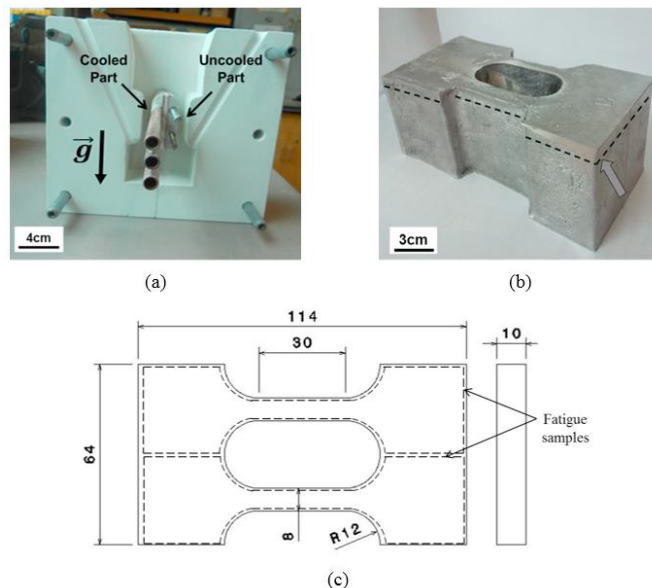 Cooled
Part
Uncooled
Part
g
4cm
3cm
(a)
(b)
114
30
10
64
8
R12
Fatigue
samples
(c)